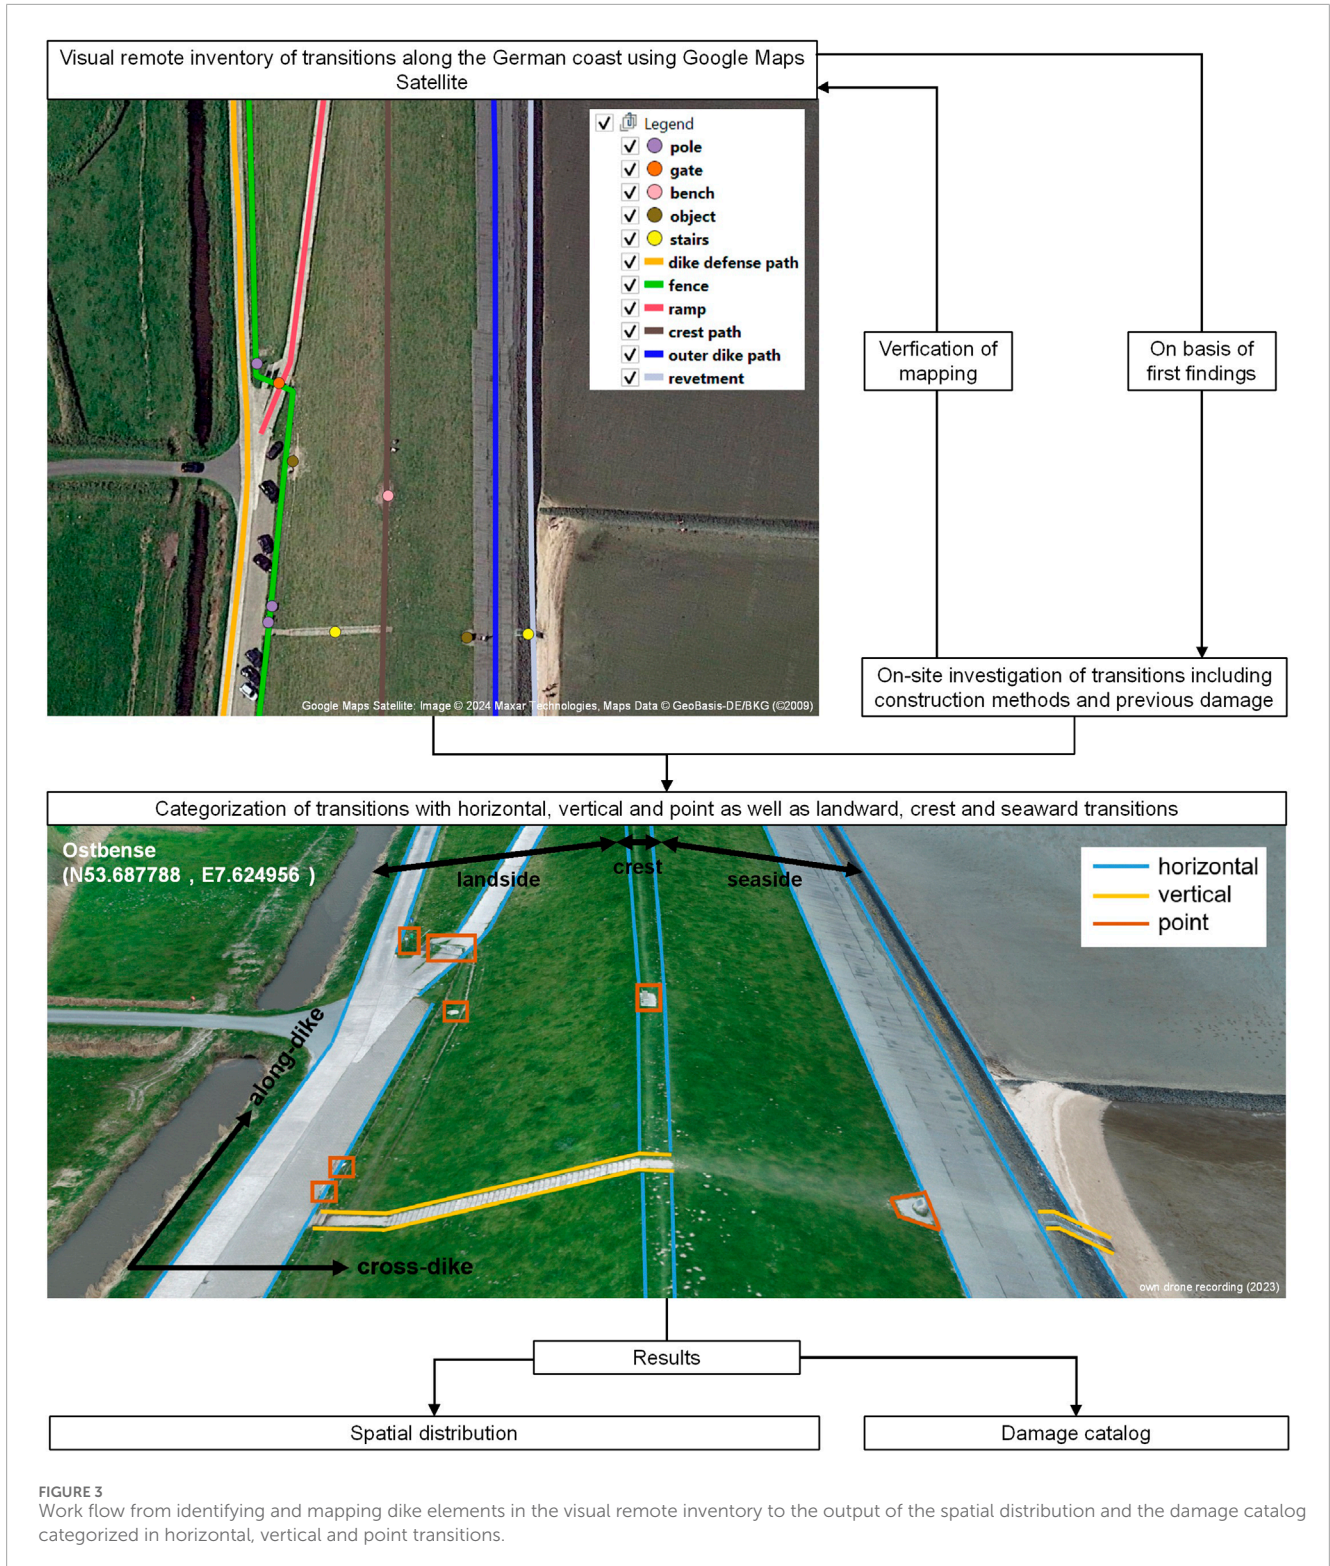 Visual remote inventory of transitions along the German coast using Google Maps
Satellite
Legend
pole
gate
bench
object
stairs
dike defense path
fence
ramp
crest path
outer dike path
revetment
Google Maps Satellite: Image © 2024 Maxar Technologies, Maps Data © GeoBasis-DE/BKG (©2009)
Verfication of
mapping
On basis of
first findings
On-site investigation of transitions including
construction methods and previous damage
Categorization of transitions with horizontal, vertical and point as well as landward, crest and seaward transitions
Ostbense
(N53.687788 , E7.624956 )
landside
crest
seaside
horizontal
vertical
point
along-dike
cross-dike
own drone recording (2023)
Results
Spatial distribution
Damage catalog
FIGURE 3
Work flow from identifying and mapping dike elements in the visual remote inventory to the output of the spatial distribution and the damage catalog
categorized in horizontal, vertical and point transitions.